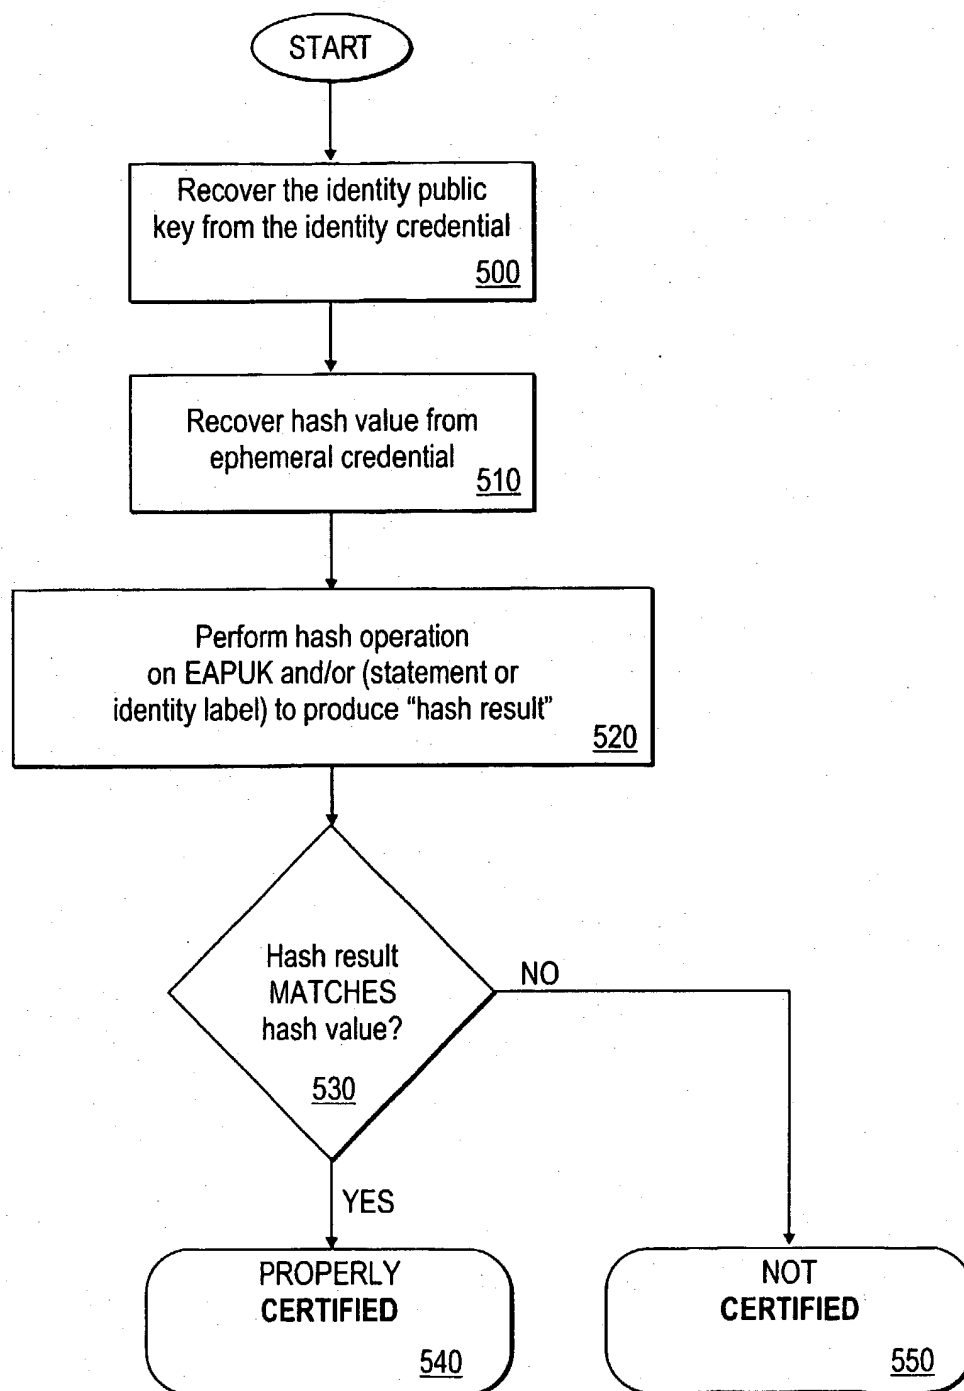 START
Recover the identity public
key from the identity credential
500
Recover hash value from
ephemeral credential
510
Perform hash operation
on EAPUK and/or (statement or
identity label) to produce “hash result”
520
Hash result
MATCHES
hash value?
530
NO
YES
PROPERLY
CERTIFIED
540
NOT
CERTIFIED
550